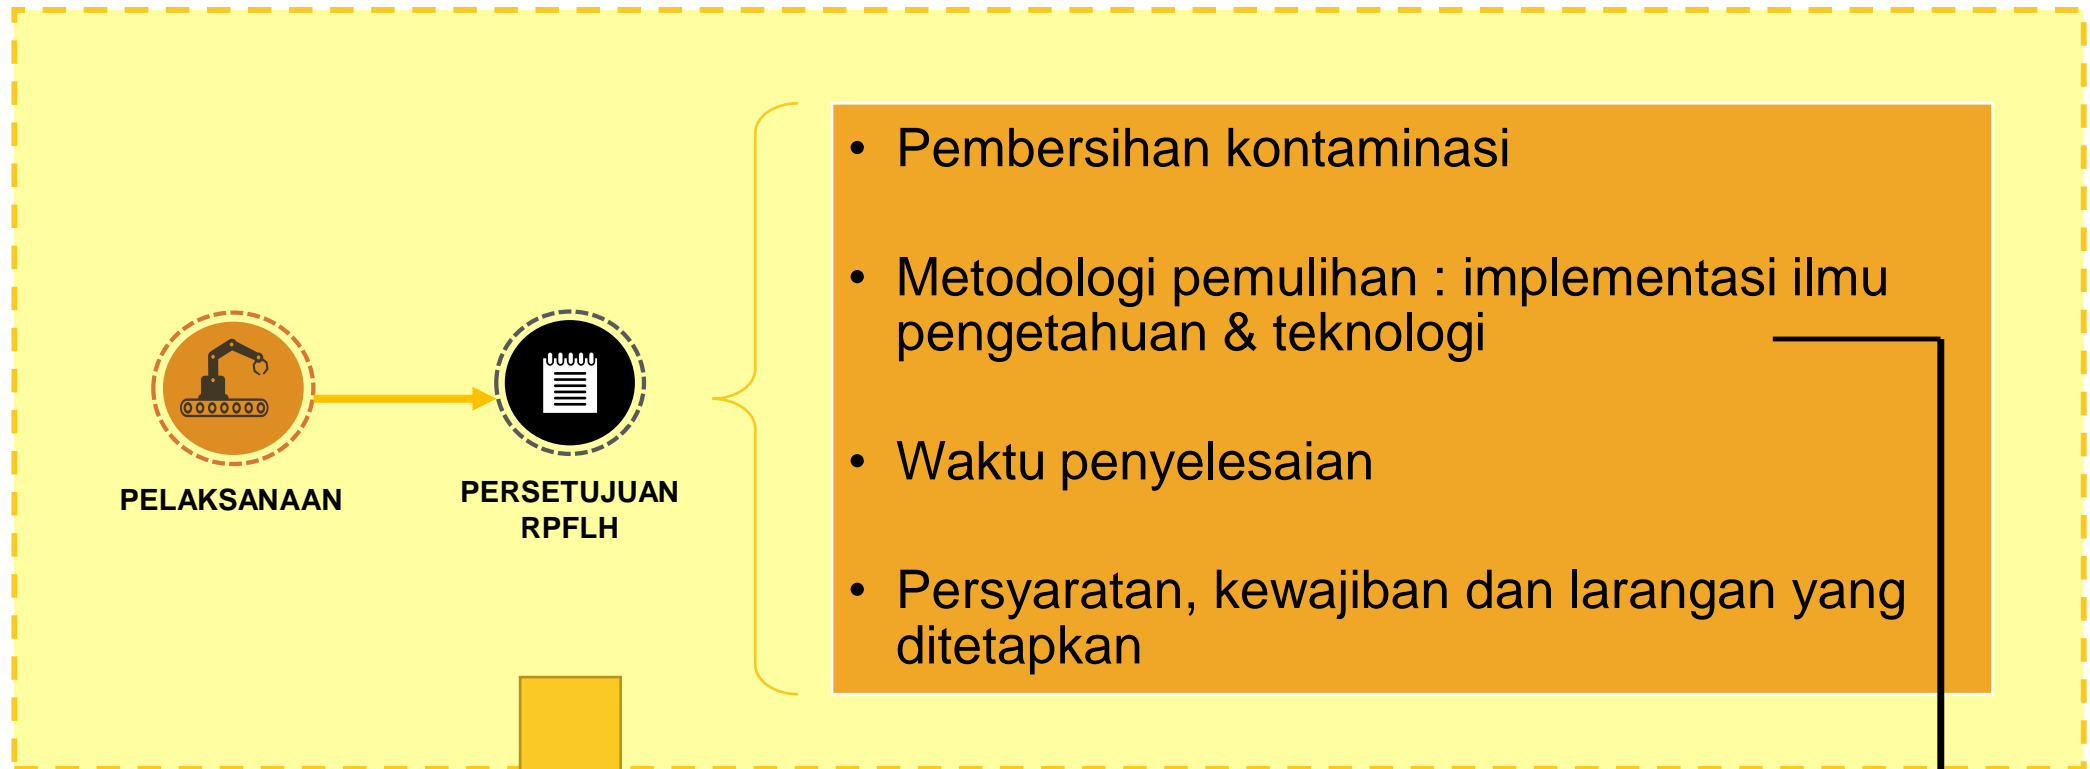 PELAKSANAAN
PERSETUJUAN
RPFLH
• Pembersihan kontaminasi
• Metodologi pemulihan : implementasi ilmu
pengetahuan & teknologi
• Waktu penyelesaian
• Persyaratan, kewajiban dan larangan yang
ditetapkan